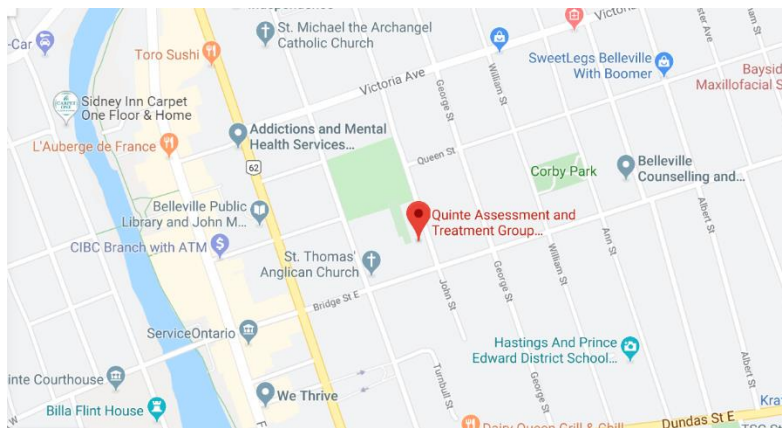 St. Michael the Archangel
Catholic Church
-Car
Toro Sushi
Victoria Ave
SweetLegs Belleville
With Boomer
Maxillofacial S
Sidney Inn Carpet
One Floor & Home
L'Auberge de France
Addictions and Mental
Health Services...
62
George St
William St
Queen St
Corby Park
Belleville
Counselling and...
Belleville Public
Library and John M...
CIBC Branch with ATM
Quinte Assessment and
Treatment Group...
St. Thomas'
Anglican Church
Bridge St E
John St
George St
William St
Ann St
Albert St
ServiceOntario
Hastings And Prince
Edward District School...
inte Courthouse
We Thrive
Billa Flint House
Turnbull St
Albert St
Dairy Queen Grill & Chill
Dundas St E